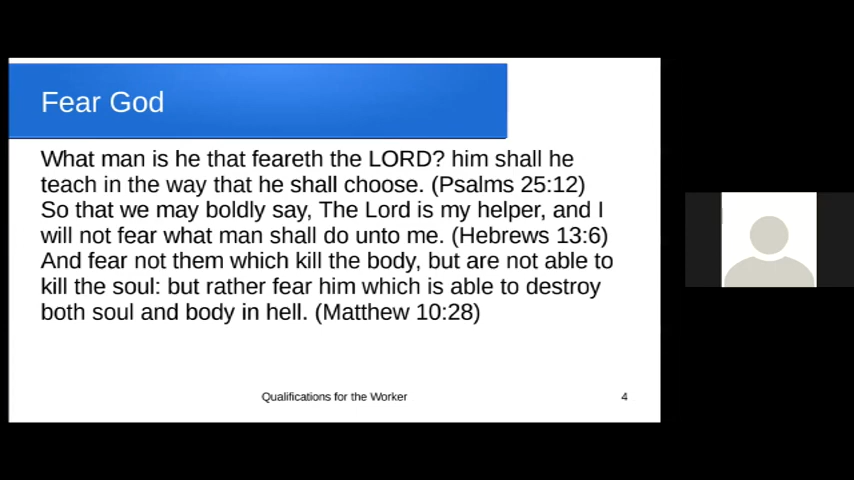 Fear God
What man is he that feareth the LORD? him shall he
teach in the way that he shall choose. (Psalms 25:12)
So that we may boldly say, The Lord is my helper, and I
will not fear what man shall do unto me. (Hebrews 13:6)
And fear not them which kill the body, but are not able to
kill the soul: but rather fear him which is able to destroy
both soul and body in hell. (Matthew 10:28)
Qualifications for the Worker
4